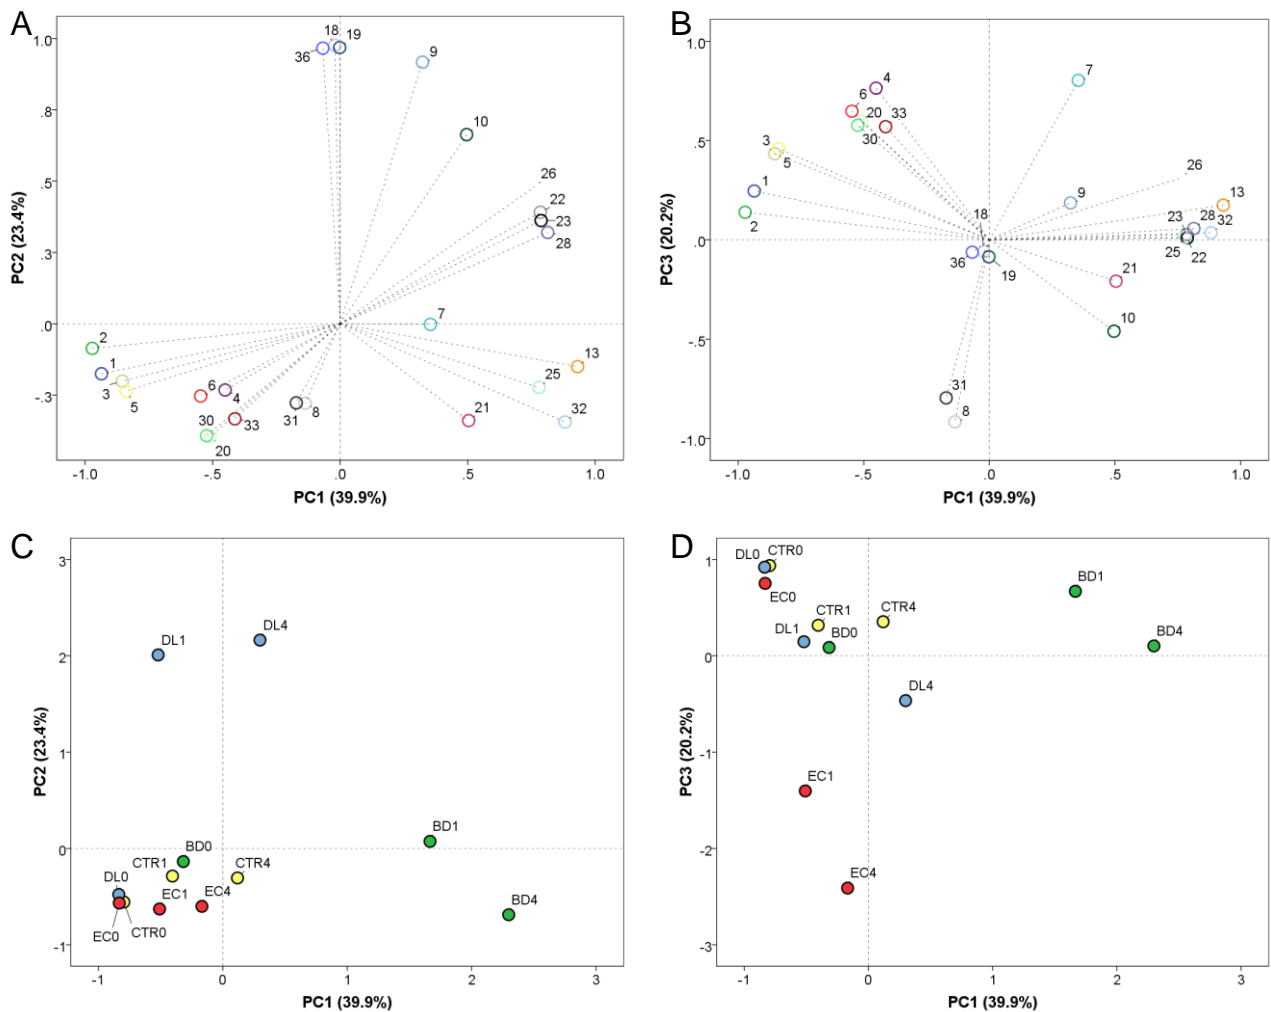 A
1.0
.8
.5
.3
.0
-.3
PC2 (23.4%)
18
19
36
9
10
26
22
23
28
7
2
1
3
5
6
4
30
33
20
31
8
21
13
25
32
-1.0
-.5
.0
.5
1.0
PC1 (39.9%)
B
1.0
.5
.0
-.5
-1.0
PC3 (20.2%)
4
7
6
20
33
30
3
5
1
2
26
9
13
18
23
28
32
36
19
25
22
21
10
31
8
-1.0
-.5
.0
.5
1.0
PC1 (39.9%)
C
3
2
1
0
-1
PC2 (23.4%)
DL1
DL4
BD1
BD0
CTR1
CTR4
DL0
EC1
EC4
BD4
EC0
CTR0
-1
0
1
2
3
PC1 (39.9%)
D
1
0
-1
-2
-3
PC3 (20.2%)
DL0
CTR0
EC0
BD1
CTR1
CTR4
DL1
BD0
BD4
DL4
EC1
EC4
-1
0
1
2
3
PC1 (39.9%)